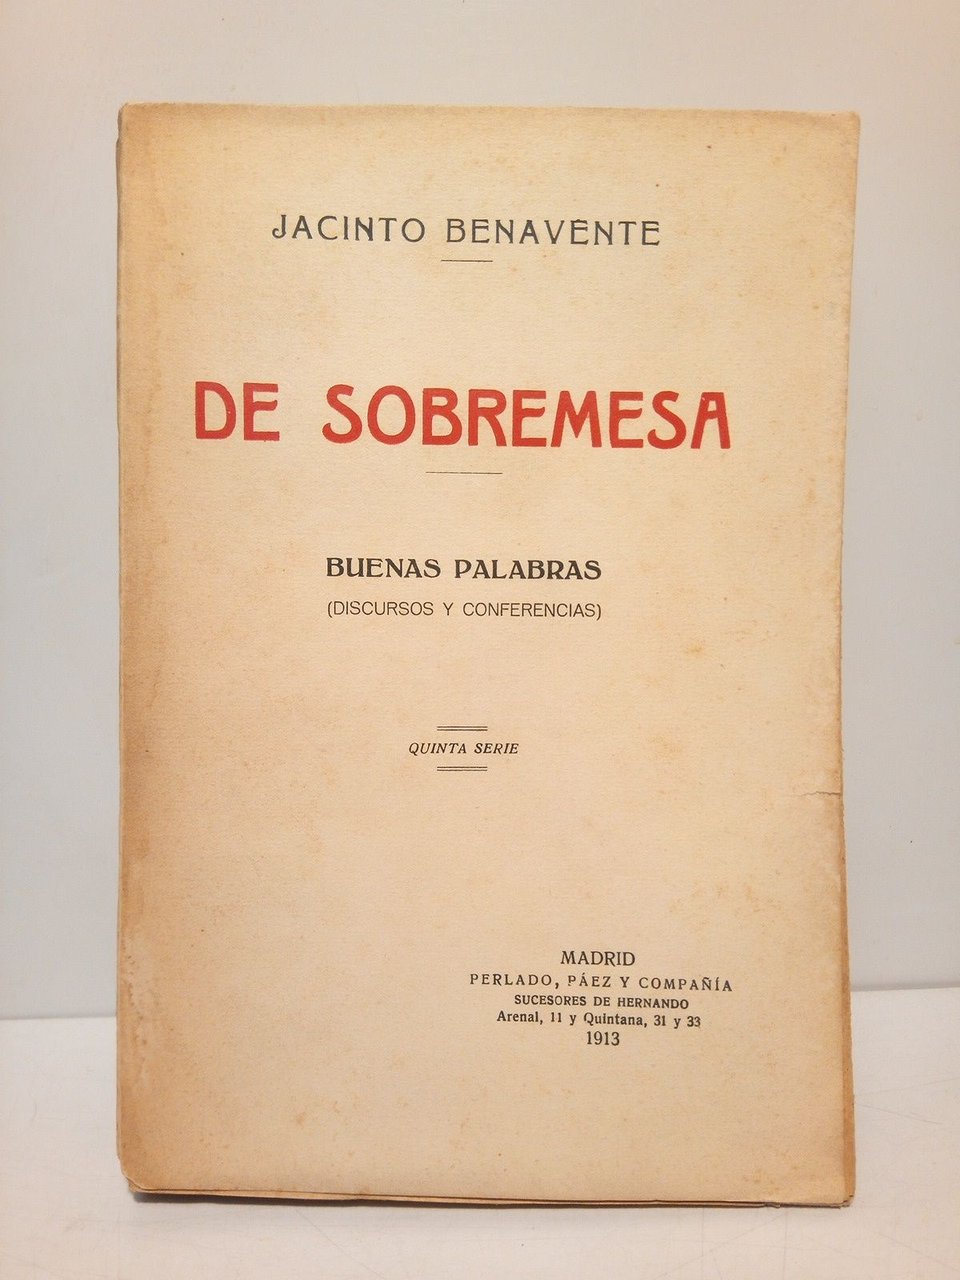 JACINTO BENAVENTE
DE SOBREMESA
BUENAS PALABRAS
(DISCURSOS Y CONFERENCIAS)
QUINTA SERIE
MADRID
PERLADO, PÁEZ Y COMPAÑÍA
SUCESORES DE HERNANDO
Arenal, 11 y Quintana, 31 y 33
1913